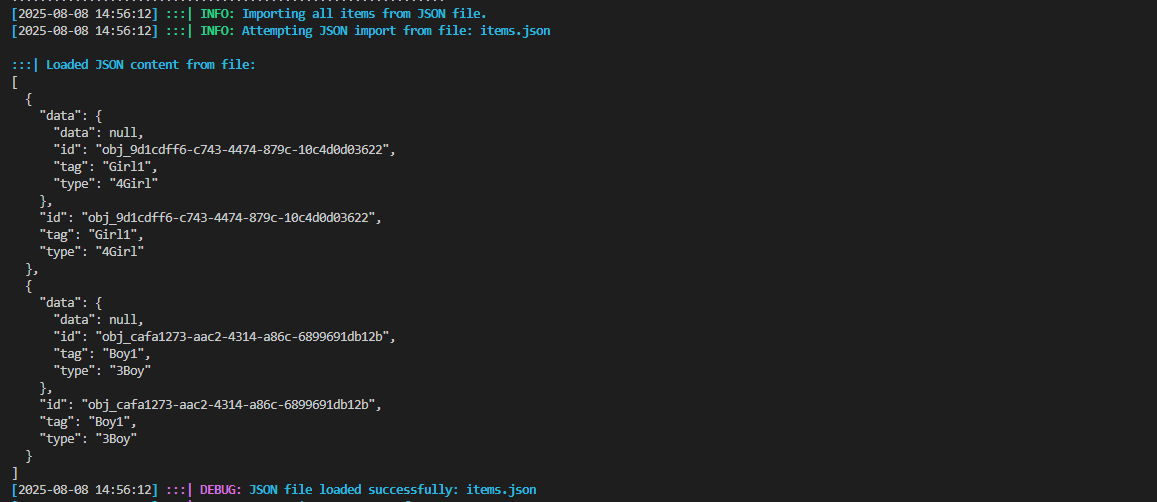 [2025-08-08 14:56:12] :::| INFO: Importing all items from JSON file.
[2025-08-08 14:56:12] :::| INFO: Attempting JSON import from file: items.json
:::| Loaded JSON content from file:
[
  {
    "data": {
      "data": null,
      "id": "obj_9d1cdff6-c743-4474-879c-10c4d0d03622",
      "tag": "Girl1",
      "type": "4Girl"
    },
    "id": "obj_9d1cdff6-c743-4474-879c-10c4d0d03622",
    "tag": "Girl1",
    "type": "4Girl"
  },
  {
    "data": {
      "data": null,
      "id": "obj_cafa1273-aac2-4314-a86c-6899691db12b",
      "tag": "Boy1",
      "type": "3Boy"
    },
    "id": "obj_cafa1273-aac2-4314-a86c-6899691db12b",
    "tag": "Boy1",
    "type": "3Boy"
  }
]
[2025-08-08 14:56:12] :::| DEBUG: JSON file loaded successfully: items.json